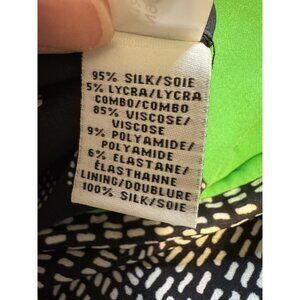 95% SILK/SOIE
5% LYCRA/LYCRA
COMBO/COMBO
85% VISCOSE/
VISCOSE
9% POLYAMIDE/
POLYAMIDE
6% ELASTANE/
ÉLASTHANNE
LINING/DOUBLURE
100% SILK/SOIE